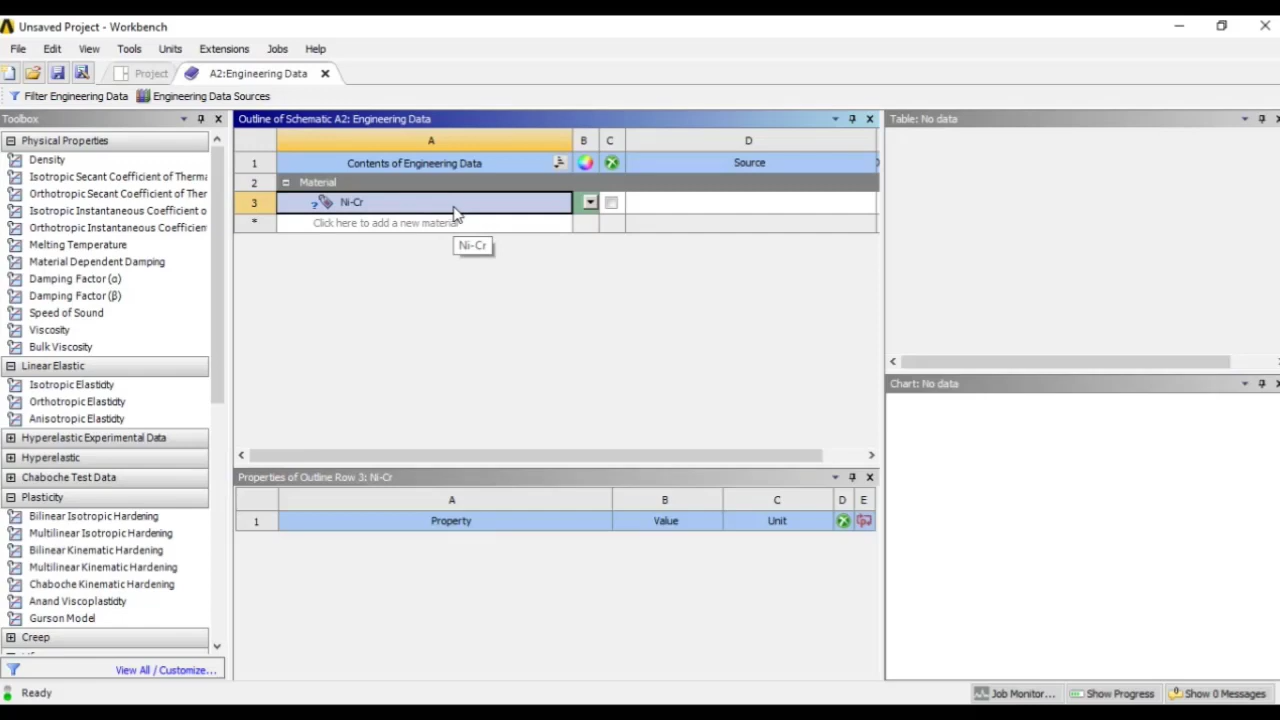 Unsaved Project - Workbench
File Edit View Tools Units Extensions Jobs Help
Project A2:Engineering Data
Filter Engineering Data Engineering Data Sources
Toolbox
Physical Properties
Density
Isotropic Secant Coefficient of Therma
Orthotropic Secant Coefficient of Ther
Isotropic Instantaneous Coefficient o
Orthotropic Instantaneous Coefficien
Melting Temperature
Material Dependent Damping
Damping Factor (α)
Damping Factor (β)
Speed of Sound
Viscosity
Bulk Viscosity
Linear Elastic
Isotropic Elasticity
Orthotropic Elasticity
Anisotropic Elasticity
Hyperelastic Experimental Data
Hyperelastic
Chaboche Test Data
Plasticity
Bilinear Isotropic Hardening
Multilinear Isotropic Hardening
Bilinear Kinematic Hardening
Multilinear Kinematic Hardening
Chaboche Kinematic Hardening
Anand Viscoplasticity
Gurson Model
Creep
View All / Customize...
Outline of Schematic A2: Engineering Data
A B C D
1 Contents of Engineering Data Source
2 Material
3 Ni-Cr
* Click here to add a new material
Ni-Cr
Properties of Outline Row 3: Ni-Cr
A B C D E
1 Property Value Unit
Table: No data
Chart: No data
Ready
Job Monitor... Show Progress Show 0 Messages